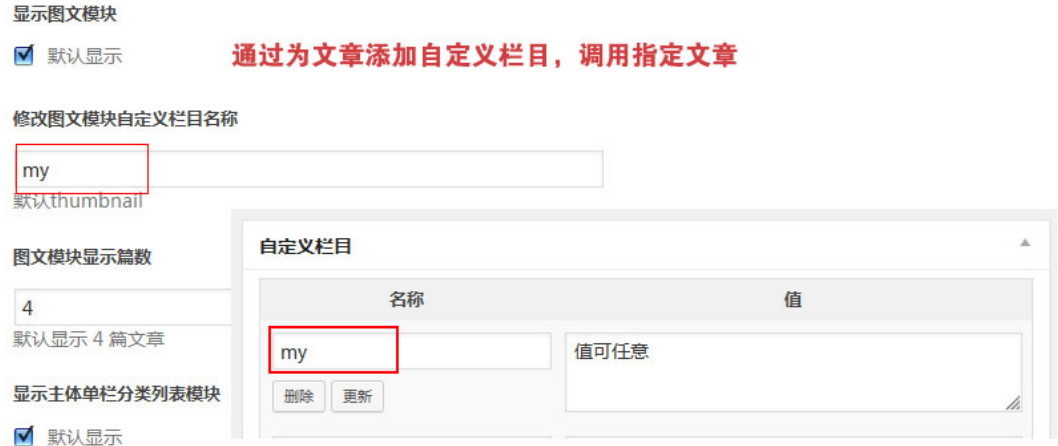 显示图文模块
默认显示
通过为文章添加自定义栏目，调用指定文章
修改图文模块自定义栏目名称
my
默认thumbnail
图文模块显示篇数
4
默认显示 4 篇文章
显示主体单栏分类列表模块
默认显示
自定义栏目
名称 值
my 值可任意
删除 更新